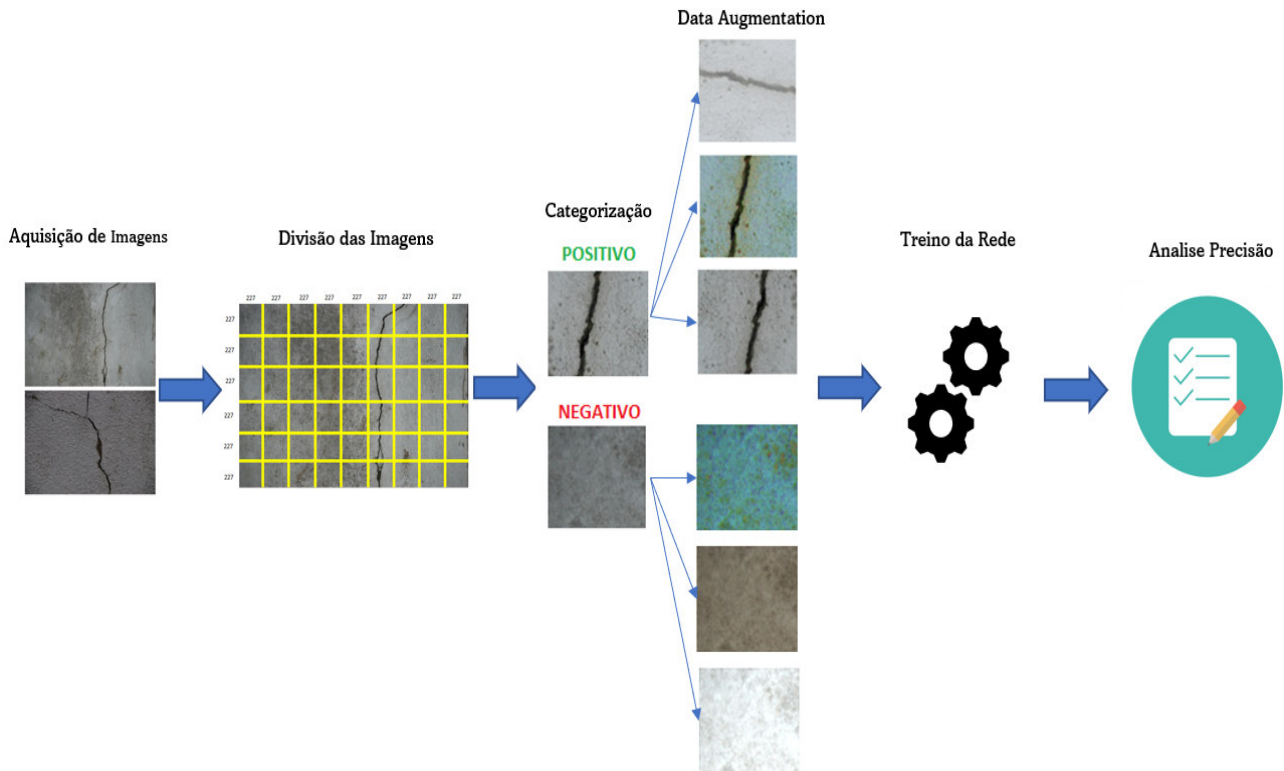 Data Augmentation
Categorização
Aquisição de Imagens
Divisão das Imagens
Treino da Rede
Analise Precisão
POSITIVO
227 227 227 227 227 227 227 227 227
227
227
227
227
227
227
NEGATIVO